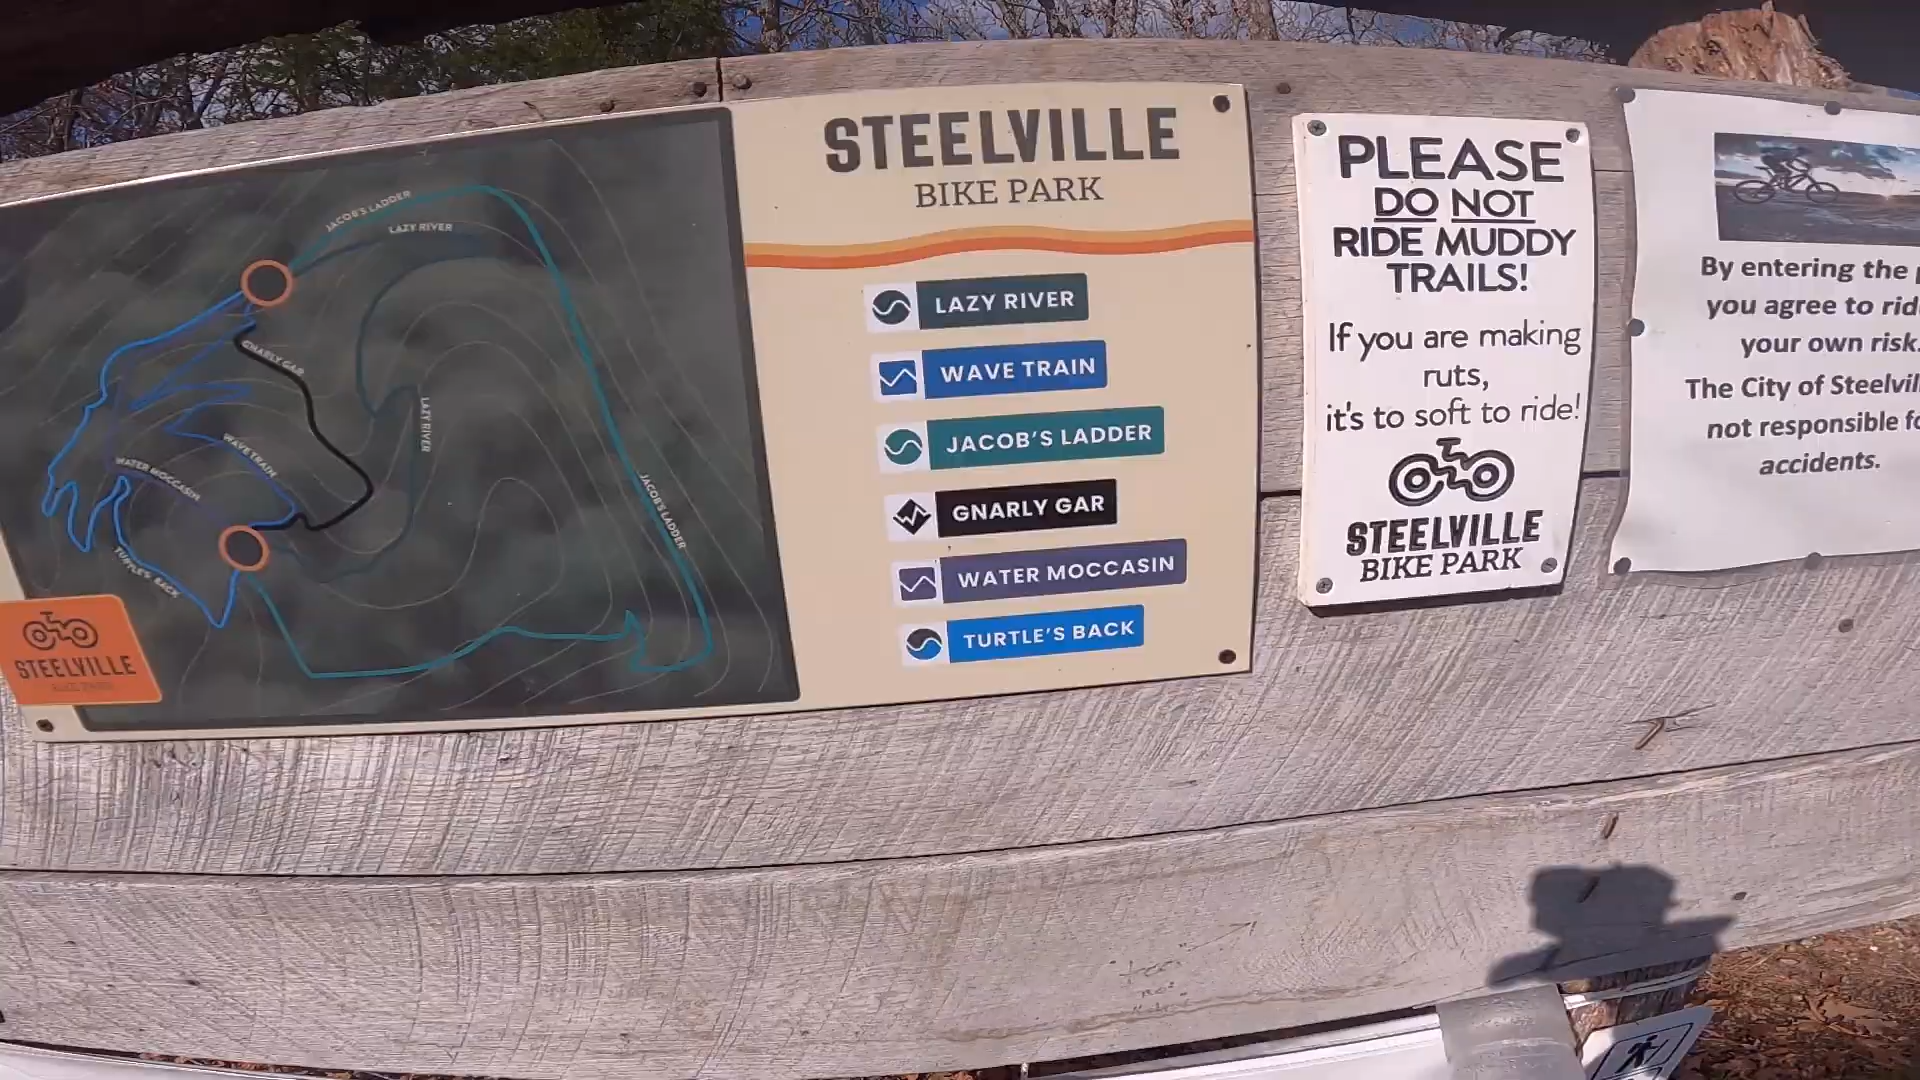 JACOB'S LADDER
LAZY RIVER
GNARLY GAR
LAZY RIVER
WAVE TRAIN
WATER MOCCASIN
JACOB'S LADDER
TURTLE'S BACK
STEELVILLE
BIKE PARK
STEELVILLE
BIKE PARK
LAZY RIVER
WAVE TRAIN
JACOB'S LADDER
GNARLY GAR
WATER MOCCASIN
TURTLE'S BACK
PLEASE
DO NOT
RIDE MUDDY
TRAILS!
If you are making
ruts,
it's to soft to ride!
STEELVILLE
BIKE PARK
By entering the
you agree to
your own risk.
The City of
not responsible
accidents.